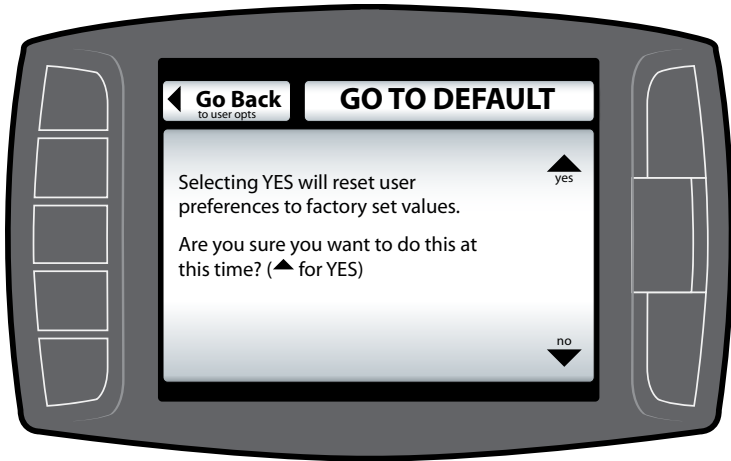 Go Back
to user opts
GO TO DEFAULT
yes
Selecting YES will reset user
preferences to factory set values.
Are you sure you want to do this at
this time? (▲ for YES)
no